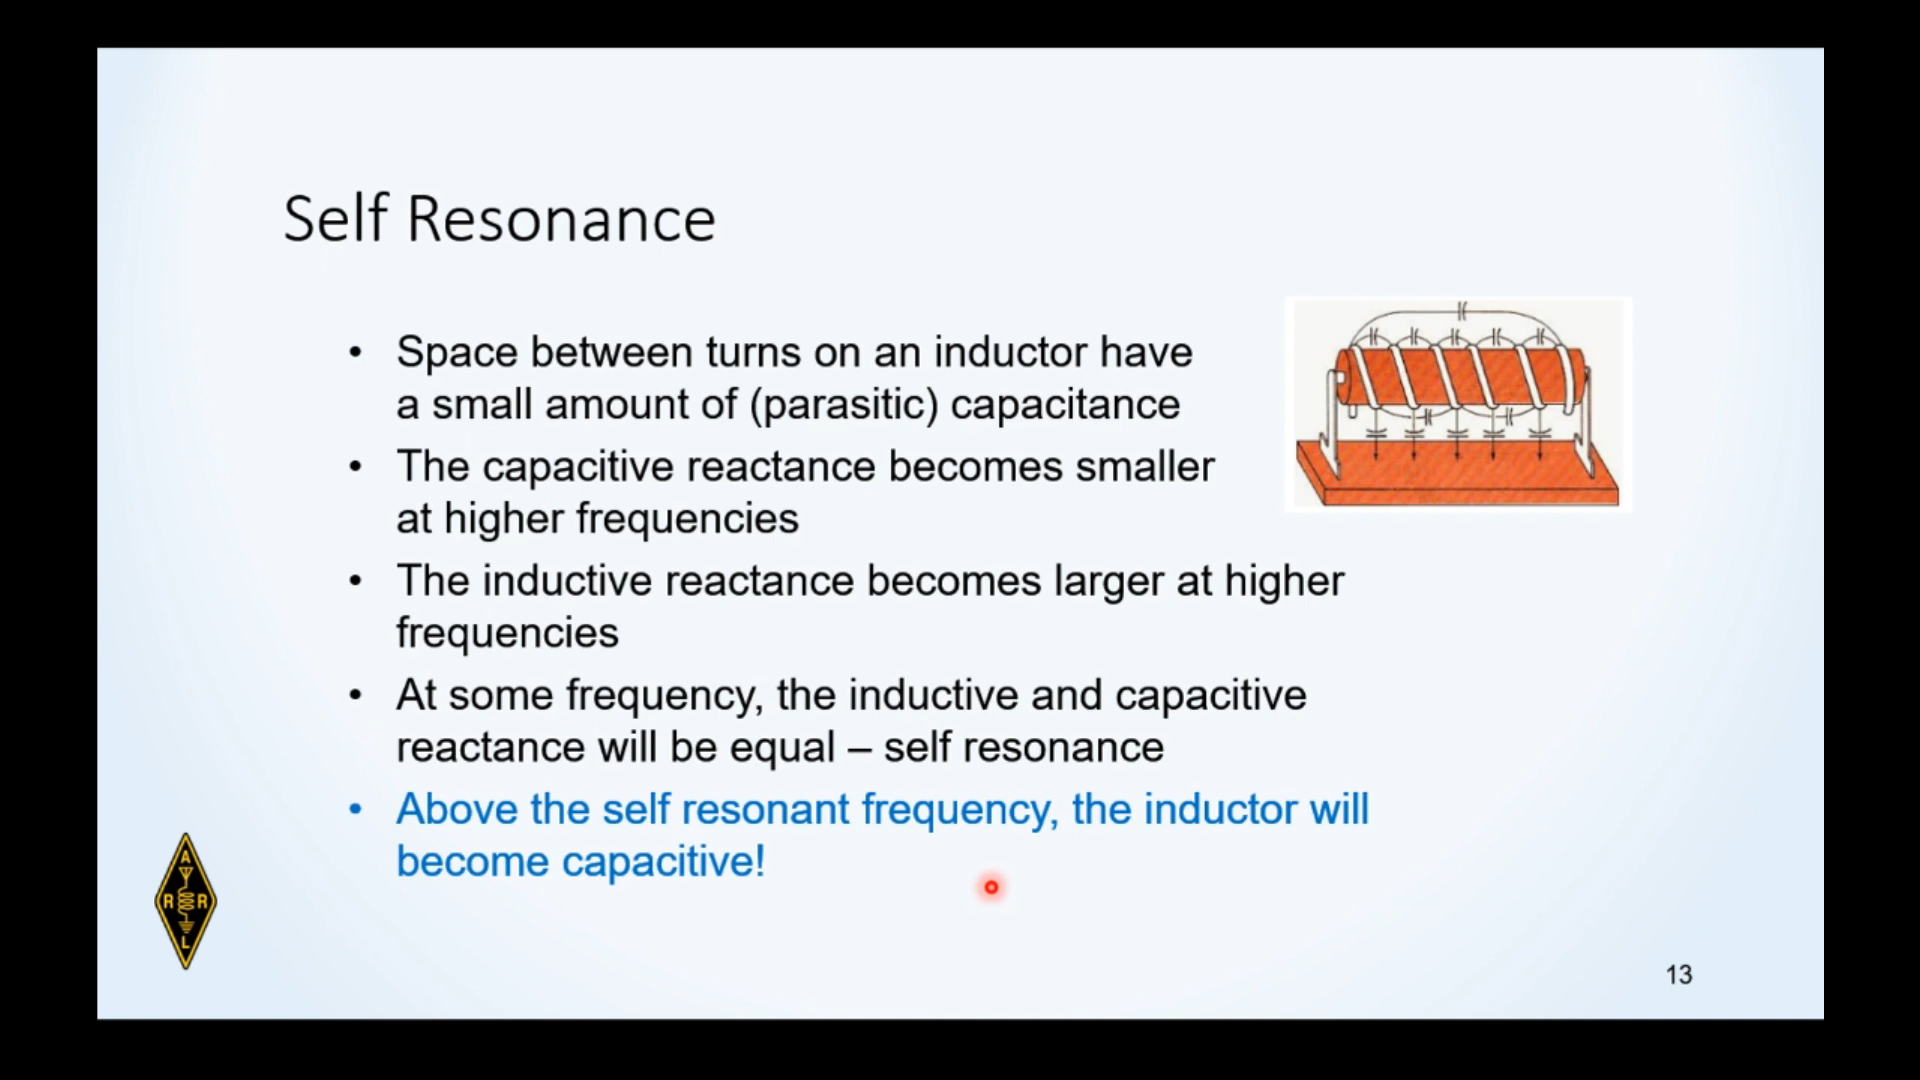 Self Resonance
• Space between turns on an inductor have
a small amount of (parasitic) capacitance
• The capacitive reactance becomes smaller
at higher frequencies
• The inductive reactance becomes larger at higher
frequencies
• At some frequency, the inductive and capacitive
reactance will be equal – self resonance
• Above the self resonant frequency, the inductor will
become capacitive!
A
R R
L
13